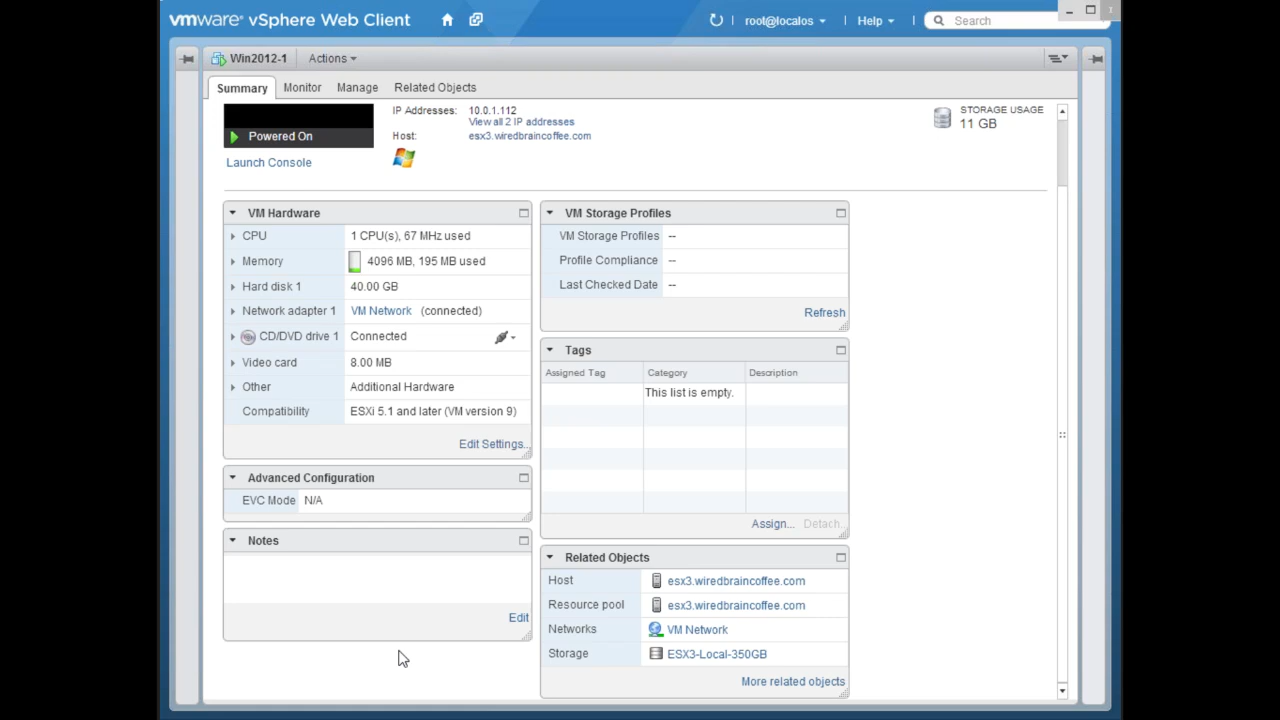 vmware® vSphere Web Client
root@localos
Help
Search
Win2012-1
Actions
Summary
Monitor
Manage
Related Objects
Powered On
Launch Console
IP Addresses: 10.0.1.112
View all 2 IP addresses
Host: esx3.wiredbraincoffee.com
STORAGE USAGE
11 GB
VM Hardware
CPU 1 CPU(s), 67 MHz used
Memory 4096 MB, 195 MB used
Hard disk 1 40.00 GB
Network adapter 1 VM Network (connected)
CD/DVD drive 1 Connected
Video card 8.00 MB
Other Additional Hardware
Compatibility ESXi 5.1 and later (VM version 9)
Edit Settings...
Advanced Configuration
EVC Mode N/A
Notes
Edit
VM Storage Profiles
VM Storage Profiles --
Profile Compliance --
Last Checked Date --
Refresh
Tags
Assigned Tag Category Description
This list is empty.
Assign... Detach...
Related Objects
Host esx3.wiredbraincoffee.com
Resource pool esx3.wiredbraincoffee.com
Networks VM Network
Storage ESX3-Local-350GB
More related objects